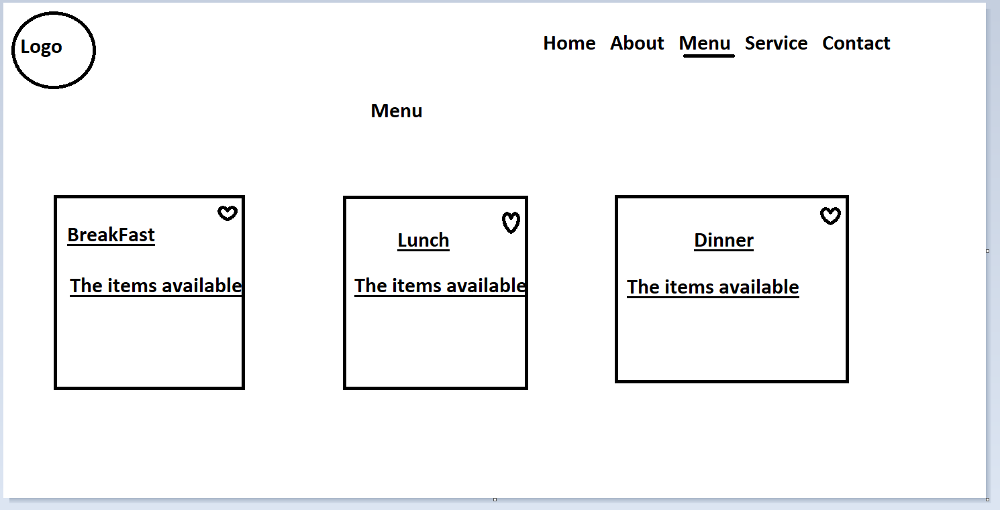 Logo
Home About Menu Service Contact
Menu
BreakFast
The items available
Lunch
The items available
Dinner
The items available